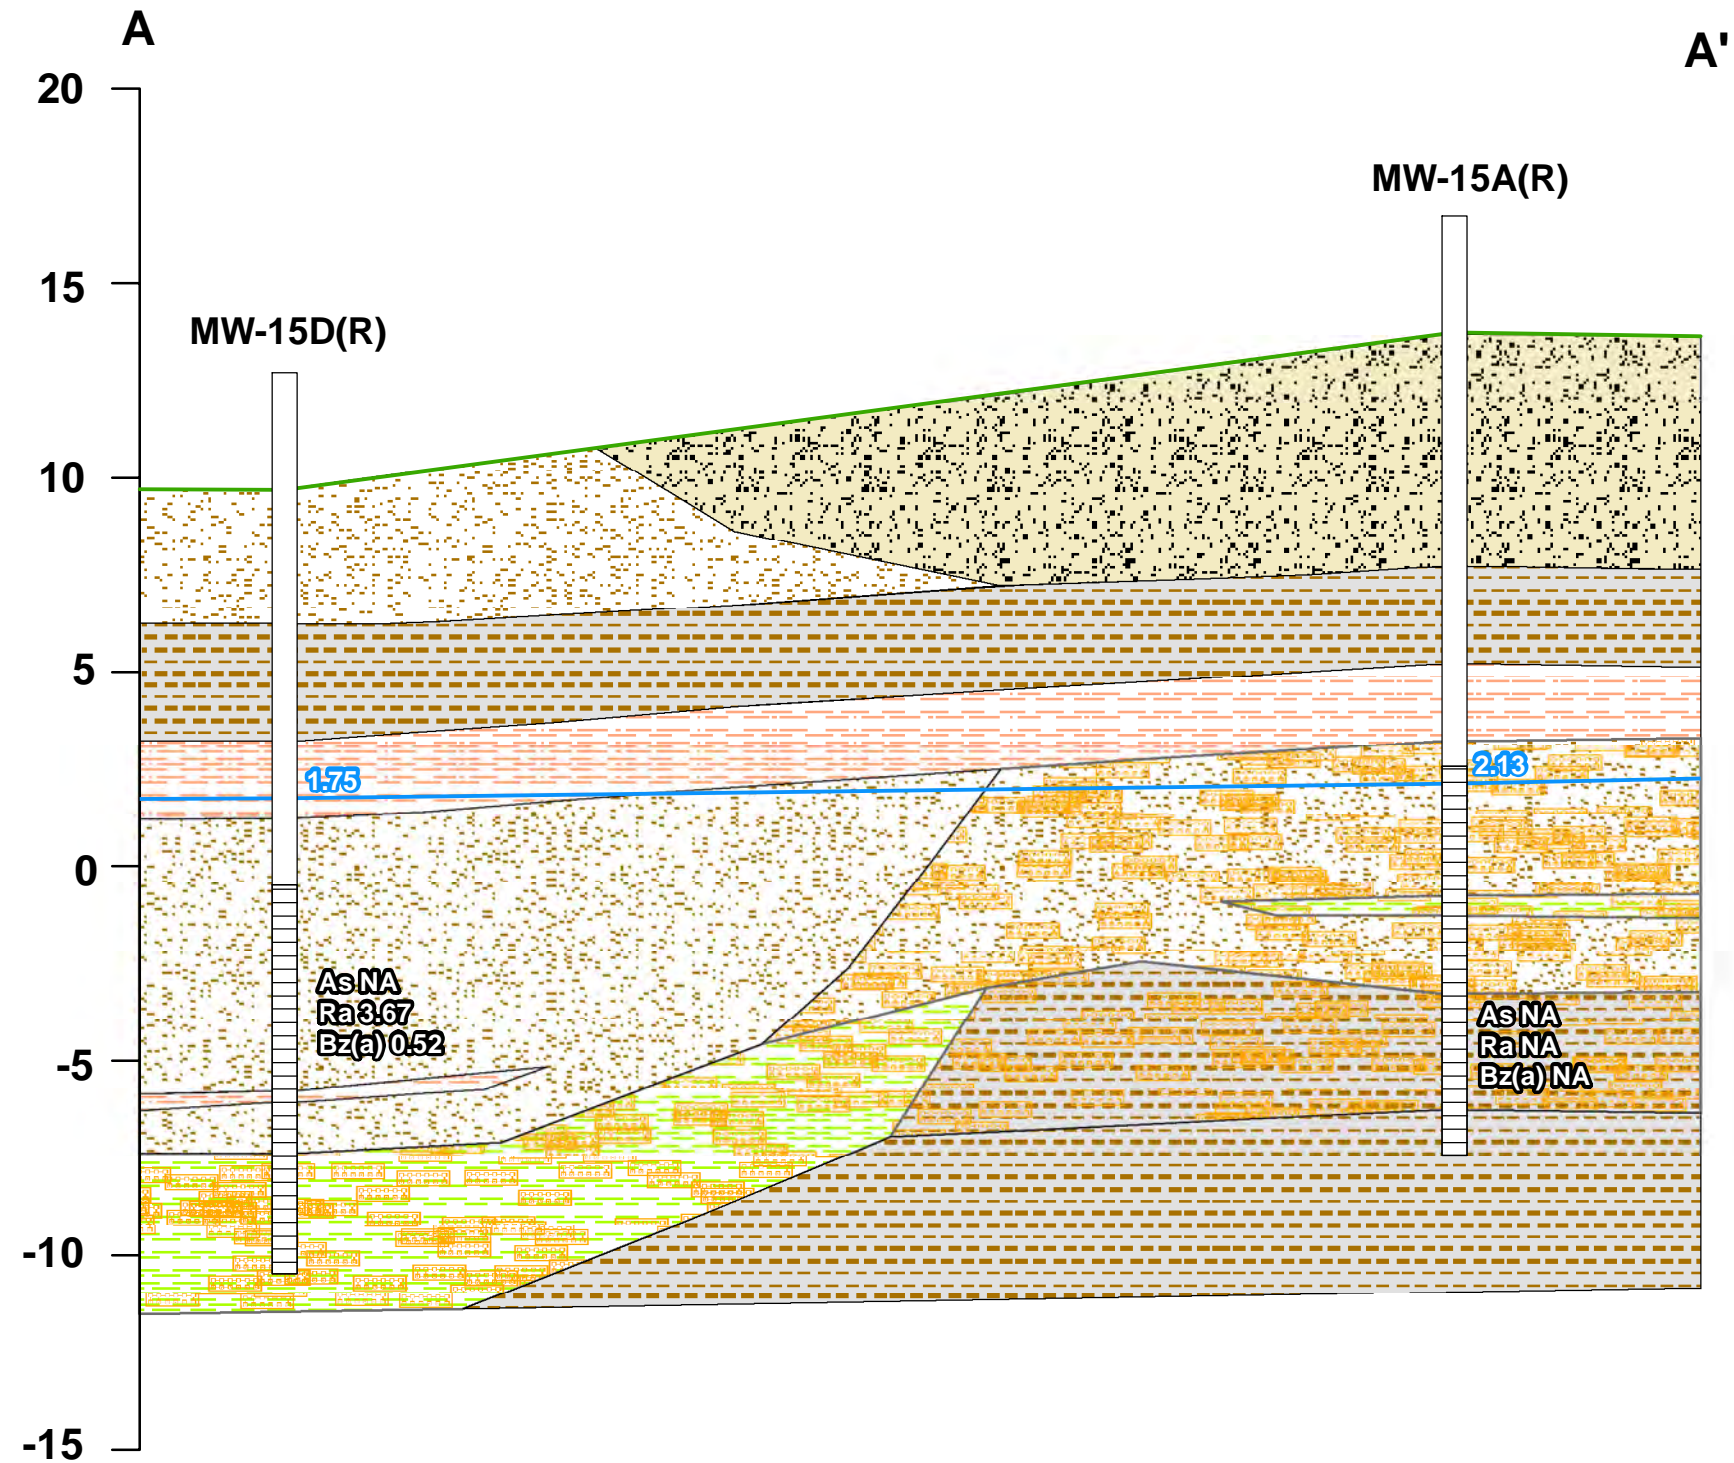 A
A'
20
MW-15A(R)
15
MW-15D(R)
10
5
2.13
1.75
0
As NA
Ra 3.67
Bz(a) 0.52
As NA
Ra NA
Bz(a) NA
-5
-10
-15